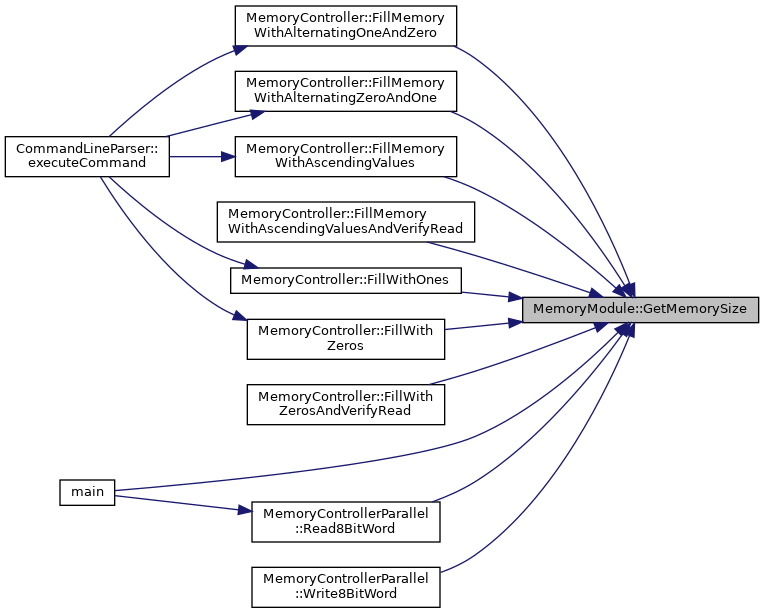 MemoryController::FillMemory
WithAlternatingOneAndZero
MemoryController::FillMemory
WithAlternatingZeroAndOne
CommandLineParser::
executeCommand
MemoryController::FillMemory
WithAscendingValues
MemoryController::FillMemory
WithAscendingValuesAndVerifyRead
MemoryController::FillWithOnes
MemoryModule::GetMemorySize
MemoryController::FillWith
Zeros
MemoryController::FillWith
ZerosAndVerifyRead
main
MemoryControllerParallel
::Read8BitWord
MemoryControllerParallel
::Write8BitWord